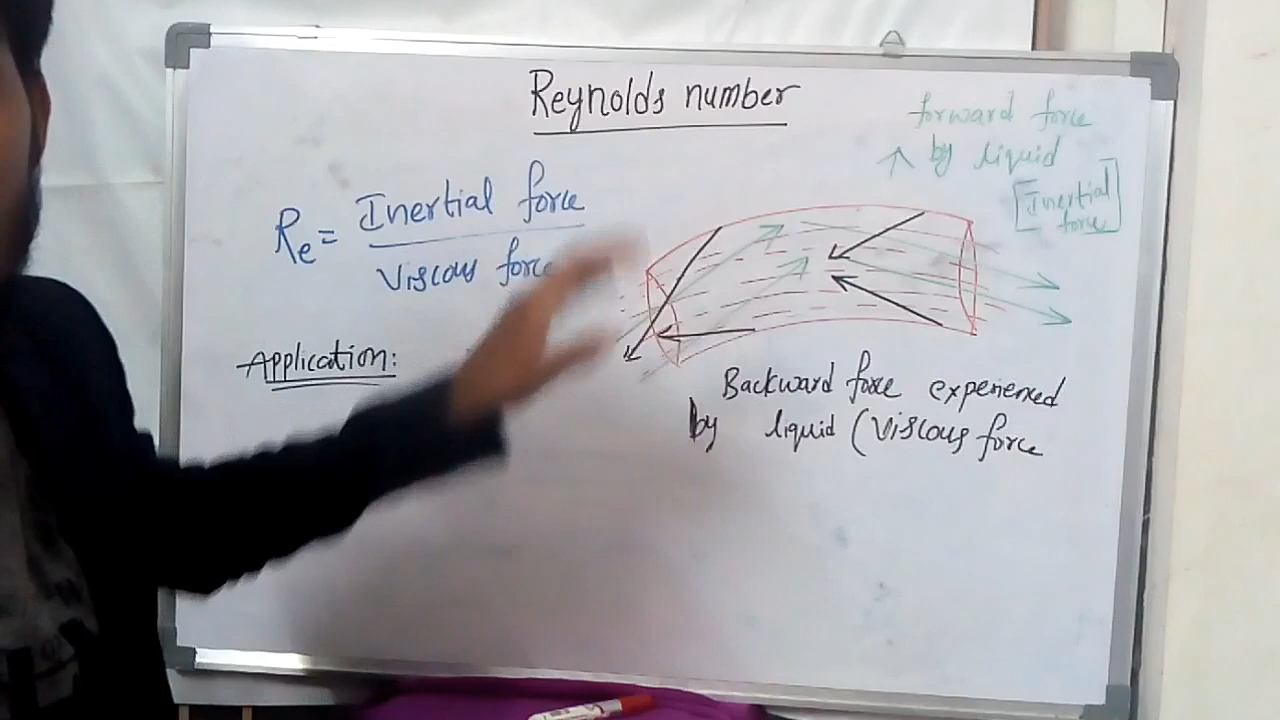 Reynolds number
forward force
by liquid
[Inertial
force]
Re = Inertial force
Viscous force
Application:
Backward force experienced
by liquid (Viscous force